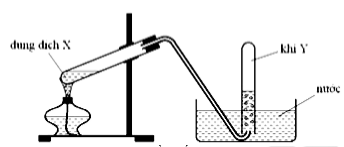 dung dịch X
khí Y
nước